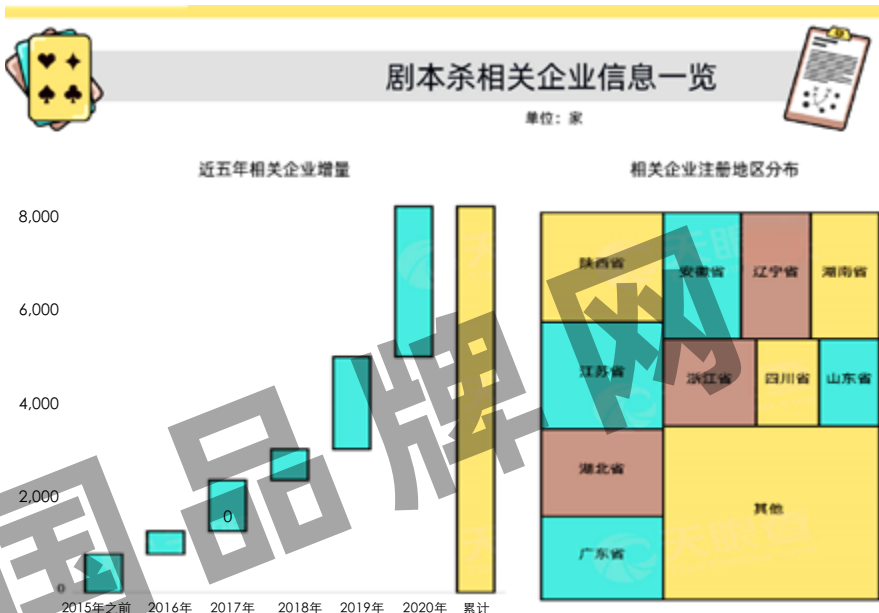 剧本杀相关企业信息一览
单位：家
近五年相关企业增量
相关企业注册地区分布
8,000
6,000
4,000
2,000
0
0
2015年之前
2016年
2017年
2018年
2019年
2020年
累计
陕西省
安徽省
辽宁省
湖南省
江苏省
浙江省
四川省
山东省
湖北省
其他
广东省
国品牌网